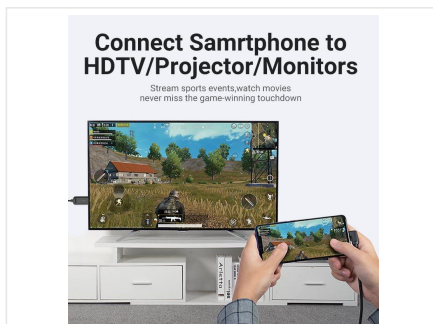 Connect Samrtphone to
HDTV/Projector/Monitors
Stream sports events,watch movies
never miss the game-winning touchdown